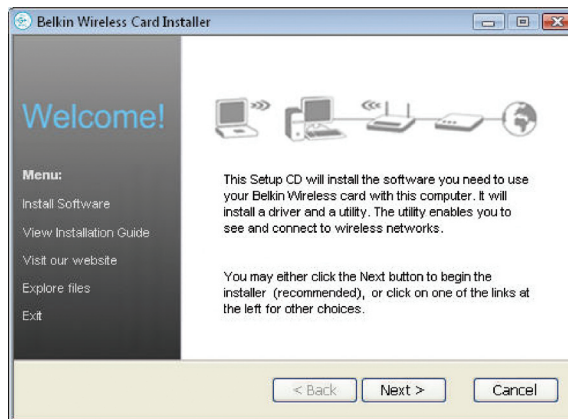 Belkin Wireless Card Installer
Welcome!
Menu:
Install Software
View Installation Guide
Visit our website
Explore files
Exit
This Setup CD will install the software you need to use
your Belkin Wireless card with this computer. It will
install a driver and a utility. The utility enables you to
see and connect to wireless networks.
You may either click the Next button to begin the
installer (recommended), or click on one of the links at
the left for other choices.
< Back
Next >
Cancel